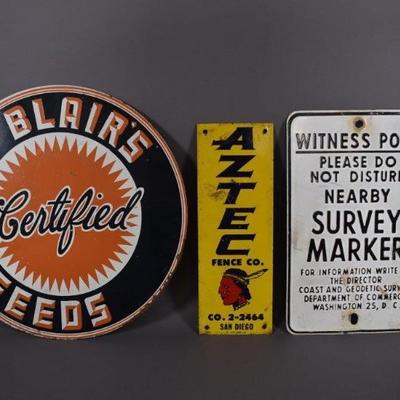 BLAIR'S
Certified
SEEDS
AZTEC
FENCE CO.
CO. 2-2464
SAN DIEGO
WITNESS PO
PLEASE DO
NOT DISTUR
NEARBY
SURVEY
MARKER
FOR INFORMATION WRITE
THE DIRECTOR
COAST AND GEODETIC SURV
DEPARTMENT OF COMMERC
WASHINGTON 25, D. C.